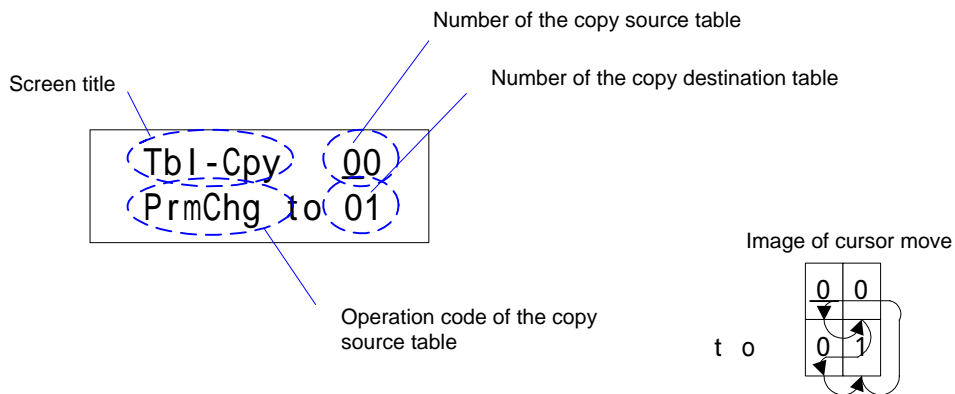 Number of the copy source table
Screen title
Number of the copy destination table
Tbl-Cpy 00
PrmChg to 01
Operation code of the copy
source table
Image of cursor move
0 0
to 0 1